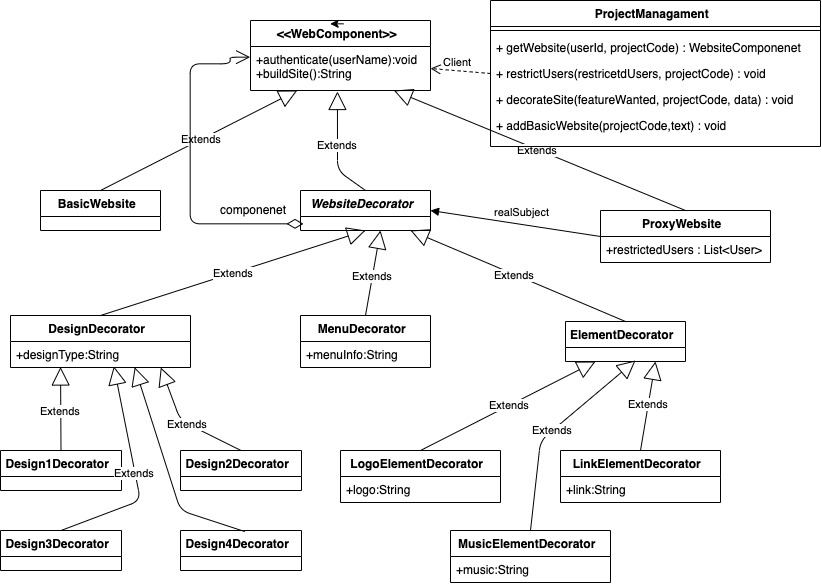 ProjectManagament
<<WebComponent>>
+ getWebsite(userId, projectCode) : WebsiteComponenet
+authenticate(userName):void
Client
+buildSite():String
+ restrictUsers(restricetdUsers, projectCode) : void
+ decorateSite(featureWanted, projectCode, data) : void
+ addBasicWebsite(projectCode,text) : void
Extends
Extends
Extends
BasicWebsite
componenet
WebsiteDecorator
realSubject
ProxyWebsite
+restrictedUsers : List<User>
Extends
Extends
Extends
DesignDecorator
+designType:String
MenuDecorator
+menuInfo:String
ElementDecorator
Extends
Extends
Extends
Extends
Extends
Extends
Design1Decorator
Extends
Design2Decorator
LogoElementDecorator
+logo:String
LinkElementDecorator
+link:String
Design3Decorator
Design4Decorator
MusicElementDecorator
+music:String